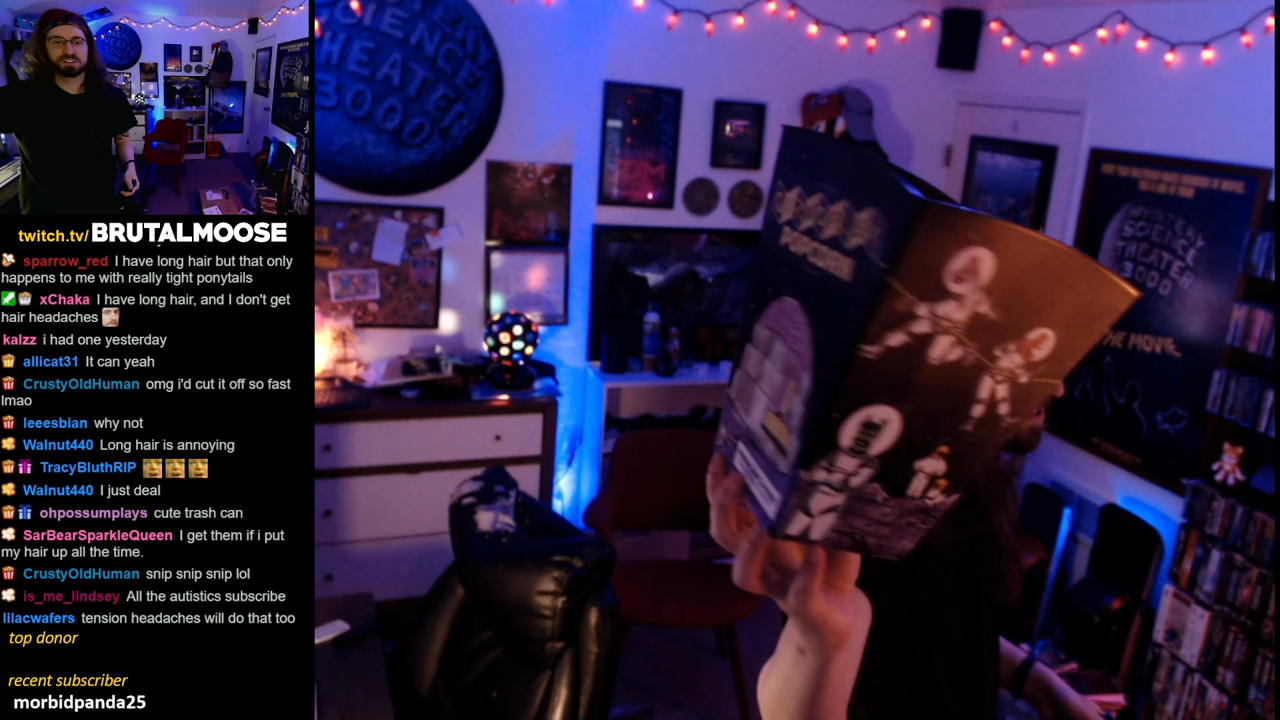 MYSTERY
SCIENCE
THEATER
3000
twitch.tv/BRUTALMOOSE
sparrow_red I have long hair but that only
happens to me with really tight ponytails
xChaka I have long hair, and I don't get
hair headaches
kalzz i had one yesterday
allicat31 It can yeah
CrustyOldHuman omg i'd cut it off so fast
lmao
leeesbian why not
Walnut440 Long hair is annoying
TracyBluthRIP
Walnut440 I just deal
ohpossumplays cute trash can
SarBearSparkleQueen I get them if i put
my hair up all the time.
CrustyOldHuman snip snip snip lol
is_me_lindsey All the autistics subscribe
lilacwafers tension headaches will do that too
top donor
recent subscriber
morbidpanda25
POPCORN
MYSTERY
SCIENCE
THEATER
3000
THE MOVIE